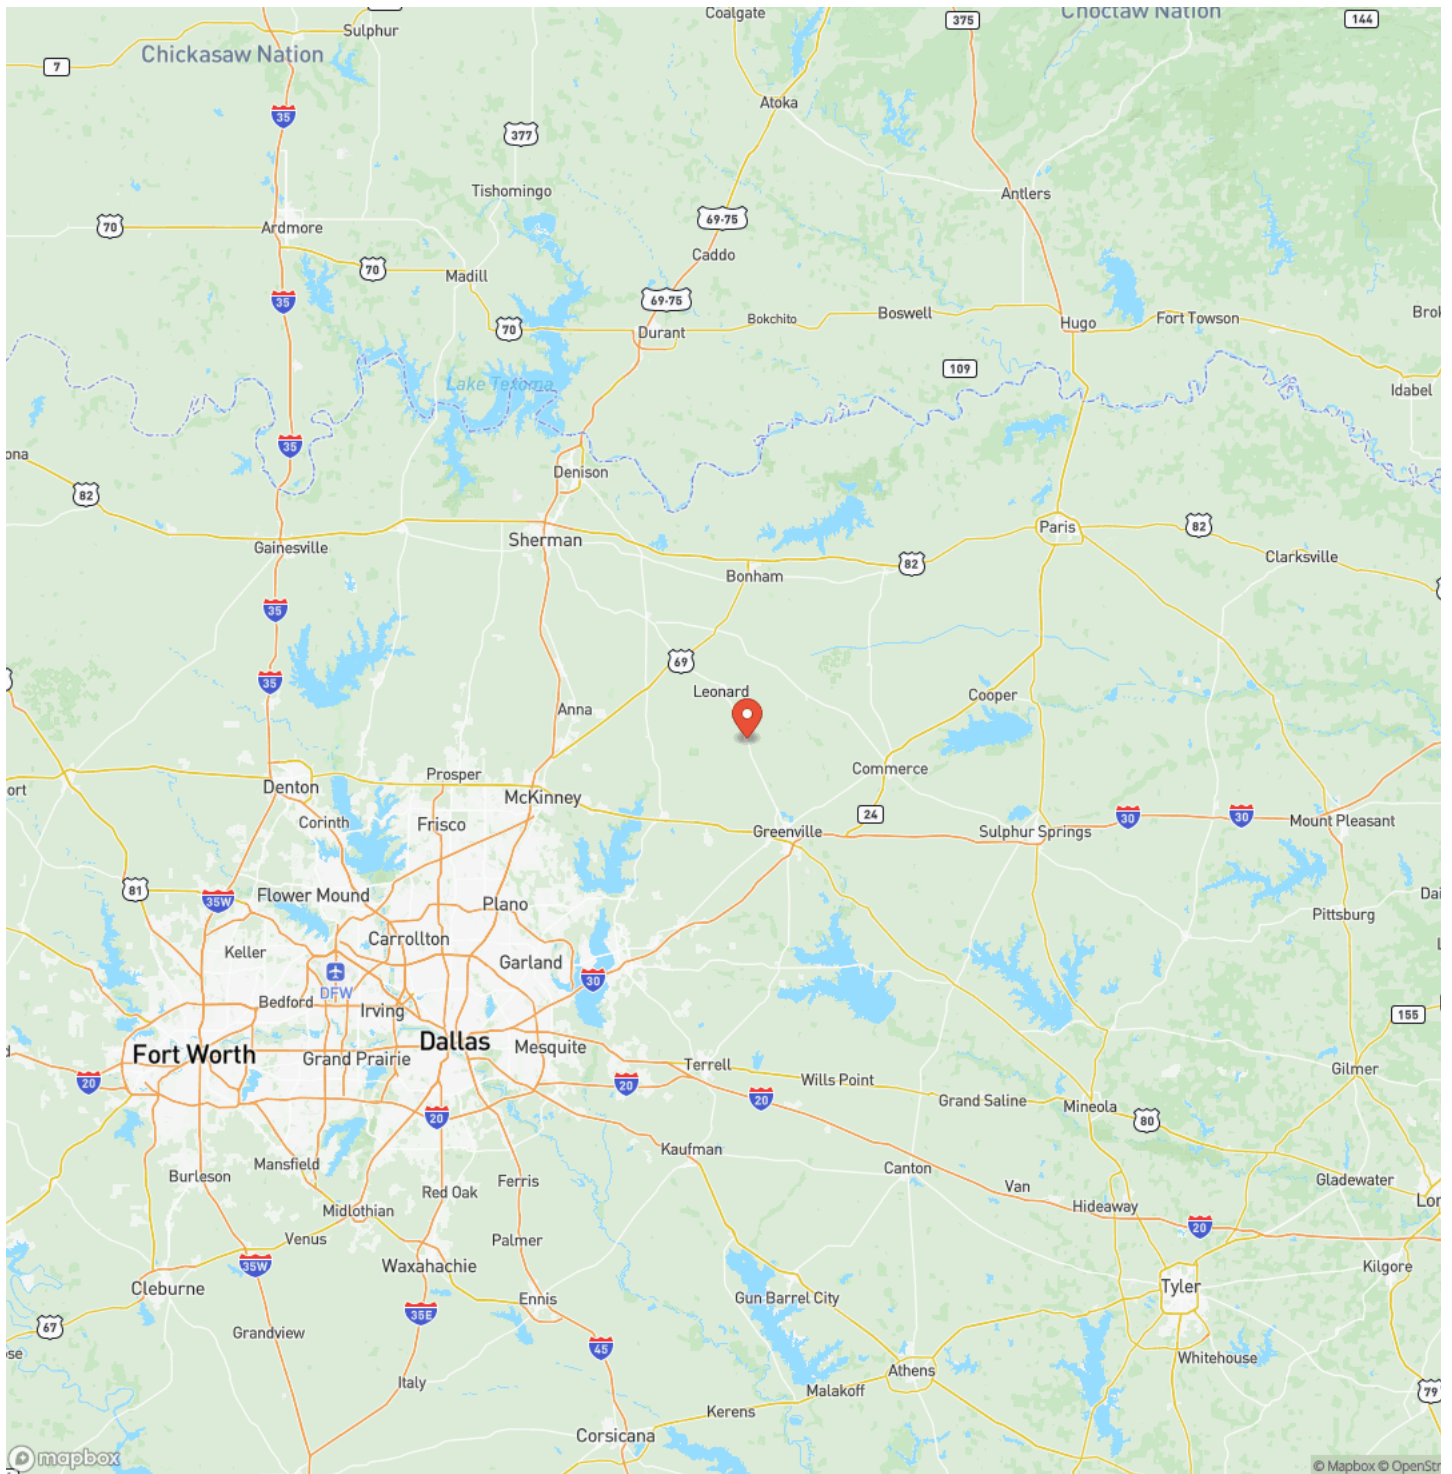 Coalgate
Choctaw Nation
375
144
Sulphur
Chickasaw Nation
7
35
Atoka
377
Tishomingo
Antlers
69-75
70
Ardmore
Caddo
70
Madill
35
69-75
Bokchito
Boswell
Hugo
Fort Towson
Brok
70
Durant
109
Lake Texoma
Idabel
35
ona
Denison
82
Sherman
Paris
82
Gainesville
Bonham
82
Clarksville
35
69
35
Leonard
Cooper
Anna
Denton
Prosper
McKinney
Commerce
ort
Corinth
Frisco
24
30
30
Greenville
Sulphur Springs
Mount Pleasant
81
35W
Flower Mound
Plano
Pittsburg
Dai
Keller
Carrollton
Garland
L
DFW
30
Bedford
Irving
155
Fort Worth
Grand Prairie
Dallas
Mesquite
d
Terrell
Gilmer
20
20
20
Wills Point
Grand Saline
Mineola
20
80
Kaufman
Burleson
Mansfield
Canton
Red Oak
Ferris
Van
Gladewater
Midlothian
Hideaway
Lor
Venus
Palmer
20
35W
Waxahachie
Kilgore
Cleburne
Ennis
Gun Barrel City
Tyler
67
35E
Grandview
45
se
Whitehouse
Italy
Athens
Malakoff
79
Kerens
Corsicana
mapbox
© Mapbox © OpenStr